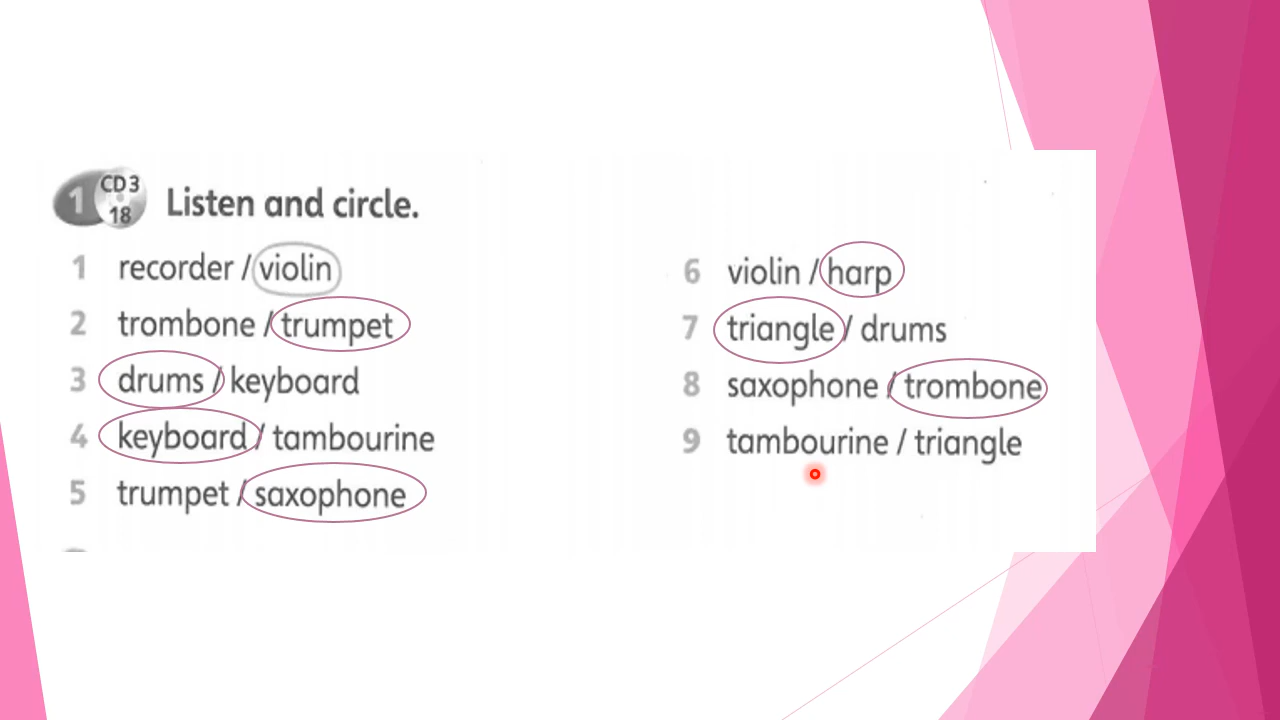 1 CD3 18 Listen and circle.
1 recorder / violin
2 trombone / trumpet
3 drums / keyboard
4 keyboard / tambourine
5 trumpet / saxophone
6 violin / harp
7 triangle / drums
8 saxophone / trombone
9 tambourine / triangle